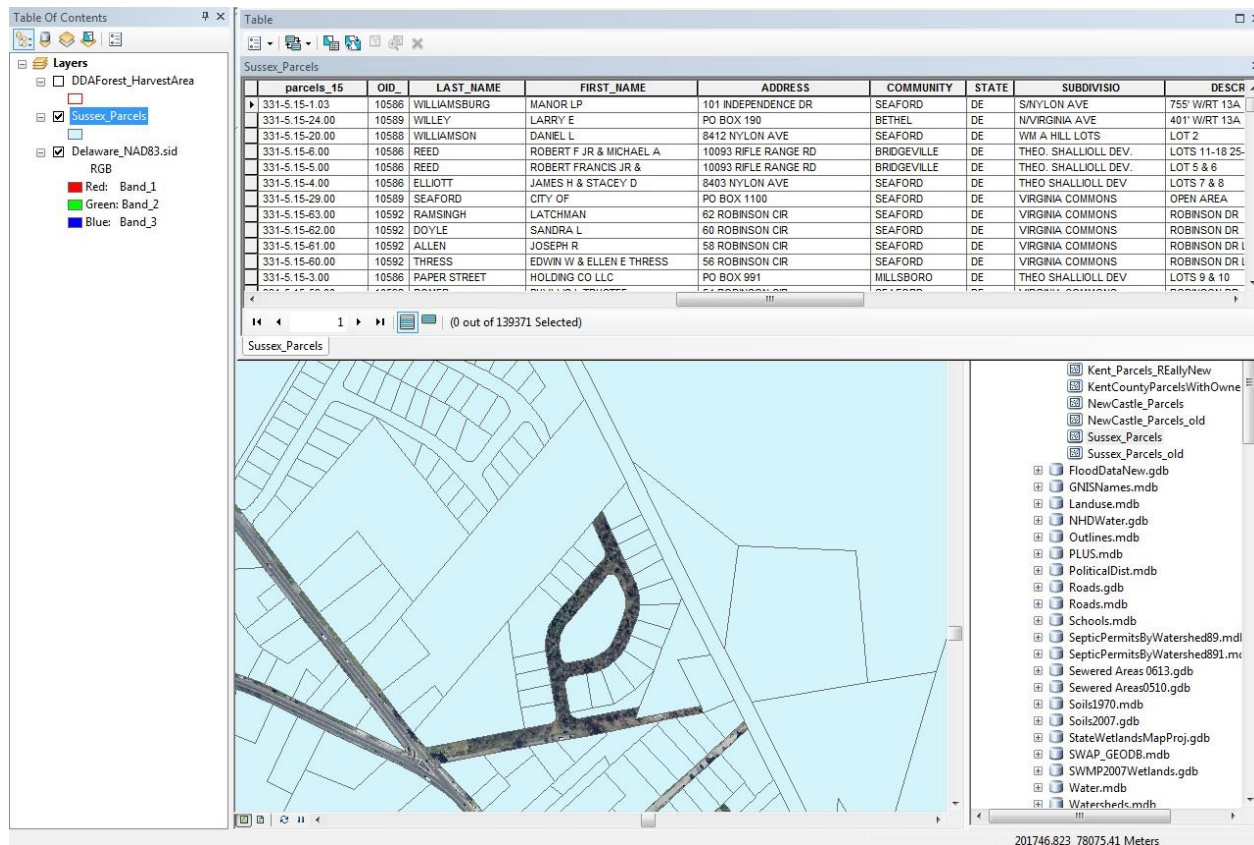 Table Of Contents
Layers
DDAForest_HarvestArea
Sussex_Parcels
Delaware_NAD83.sid
RGB
Red: Band_1
Green: Band_2
Blue: Band_3
Table
Sussex_Parcels
parcels_15 OID_ LAST_NAME FIRST_NAME ADDRESS COMMUNITY STATE SUBDIVISIO DESCR
331-5.15-1.03 10586 WILLIAMSBURG MANOR LP 101 INDEPENDENCE DR SEAFORD DE S/NYLON AVE 755' W/RT 13A
331-5.15-24.00 10589 WILLEY LARRY E PO BOX 190 BETHEL DE N/VIRGINIA AVE 401' W/RT 13A
331-5.15-20.00 10588 WILLIAMSON DANIEL L 8412 NYLON AVE SEAFORD DE WM A HILL LOTS LOT 2
331-5.15-6.00 10586 REED ROBERT F JR & MICHAEL A 10093 RIFLE RANGE RD BRIDGEVILLE DE THEO. SHALLIOLL DEV. LOTS 11-18 25-
331-5.15-5.00 10586 REED ROBERT FRANCIS JR & 10093 RIFLE RANGE RD BRIDGEVILLE DE THEO. SHALLIOLL DEV. LOT 5 & 6
331-5.15-4.00 10586 ELLIOTT JAMES H & STACEY D 8403 NYLON AVE SEAFORD DE THEO SHALLIOLL DEV LOTS 7 & 8
331-5.15-29.00 10589 SEAFORD CITY OF PO BOX 1100 SEAFORD DE VIRGINIA COMMONS OPEN AREA
331-5.15-63.00 10592 RAMSINGH LATCHMAN 62 ROBINSON CIR SEAFORD DE VIRGINIA COMMONS ROBINSON DR
331-5.15-62.00 10592 DOYLE SANDRA L 60 ROBINSON CIR SEAFORD DE VIRGINIA COMMONS ROBINSON DR
331-5.15-61.00 10592 ALLEN JOSEPH R 58 ROBINSON CIR SEAFORD DE VIRGINIA COMMONS ROBINSON DR L
331-5.15-60.00 10592 THRESS EDWIN W & ELLEN E THRESS 56 ROBINSON CIR SEAFORD DE VIRGINIA COMMONS ROBINSON DR L
331-5.15-3.00 10586 PAPER STREET HOLDING CO LLC PO BOX 991 MILLSBORO DE THEO SHALLIOLL DEV LOTS 9 & 10
1 (0 out of 139371 Selected)
Sussex_Parcels
Kent_Parcels_REallyNew
KentCountyParcelsWithOwne
NewCastle_Parcels
NewCastle_Parcels_old
Sussex_Parcels
Sussex_Parcels_old
FloodDataNew.gdb
GNISNames.mdb
Landuse.mdb
NHDWater.gdb
Outlines.mdb
PLUS.mdb
PoliticalDist.mdb
Roads.gdb
Roads.mdb
Schools.mdb
SepticPermitsByWatershed89.mdl
SepticPermitsByWatershed891.mc
Sewered Areas 0613.gdb
Sewered Areas0510.gdb
Soils1970.mdb
Soils2007.gdb
StateWetlandsMapProj.gdb
SWAP_GEODB.mdb
SWMP2007Wetlands.gdb
Water.mdb
Watersheds.mdb
201746.823 78075.41 Meters